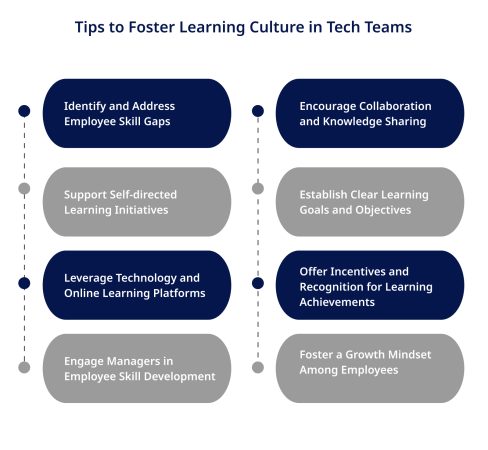 Tips to Foster Learning Culture in Tech Teams
Identify and Address
Employee Skill Gaps
Support Self-directed
Learning Initiatives
Leverage Technology and
Online Learning Platforms
Engage Managers in
Employee Skill Development
Encourage Collaboration
and Knowledge Sharing
Establish Clear Learning
Goals and Objectives
Offer Incentives and
Recognition for Learning
Achievements
Foster a Growth Mindset
Among Employees